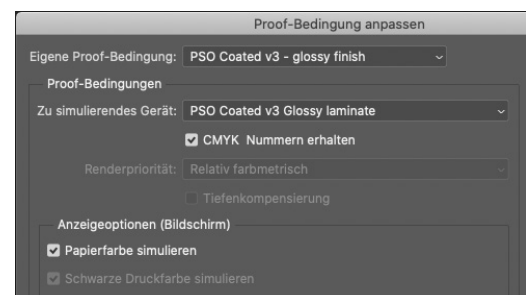 Proof-Bedingung anpassen
Eigene Proof-Bedingung: PSO Coated v3 - glossy finish
Proof-Bedingungen
Zu simulierendes Gerät: PSO Coated v3 Glossy laminate
CMYK Nummern erhalten
Renderpriorität: Relativ farbmetrisch
Tiefenkompensierung
Anzeigeoptionen (Bildschirm)
Papierfarbe simulieren
Schwarze Druckfarbe simulieren